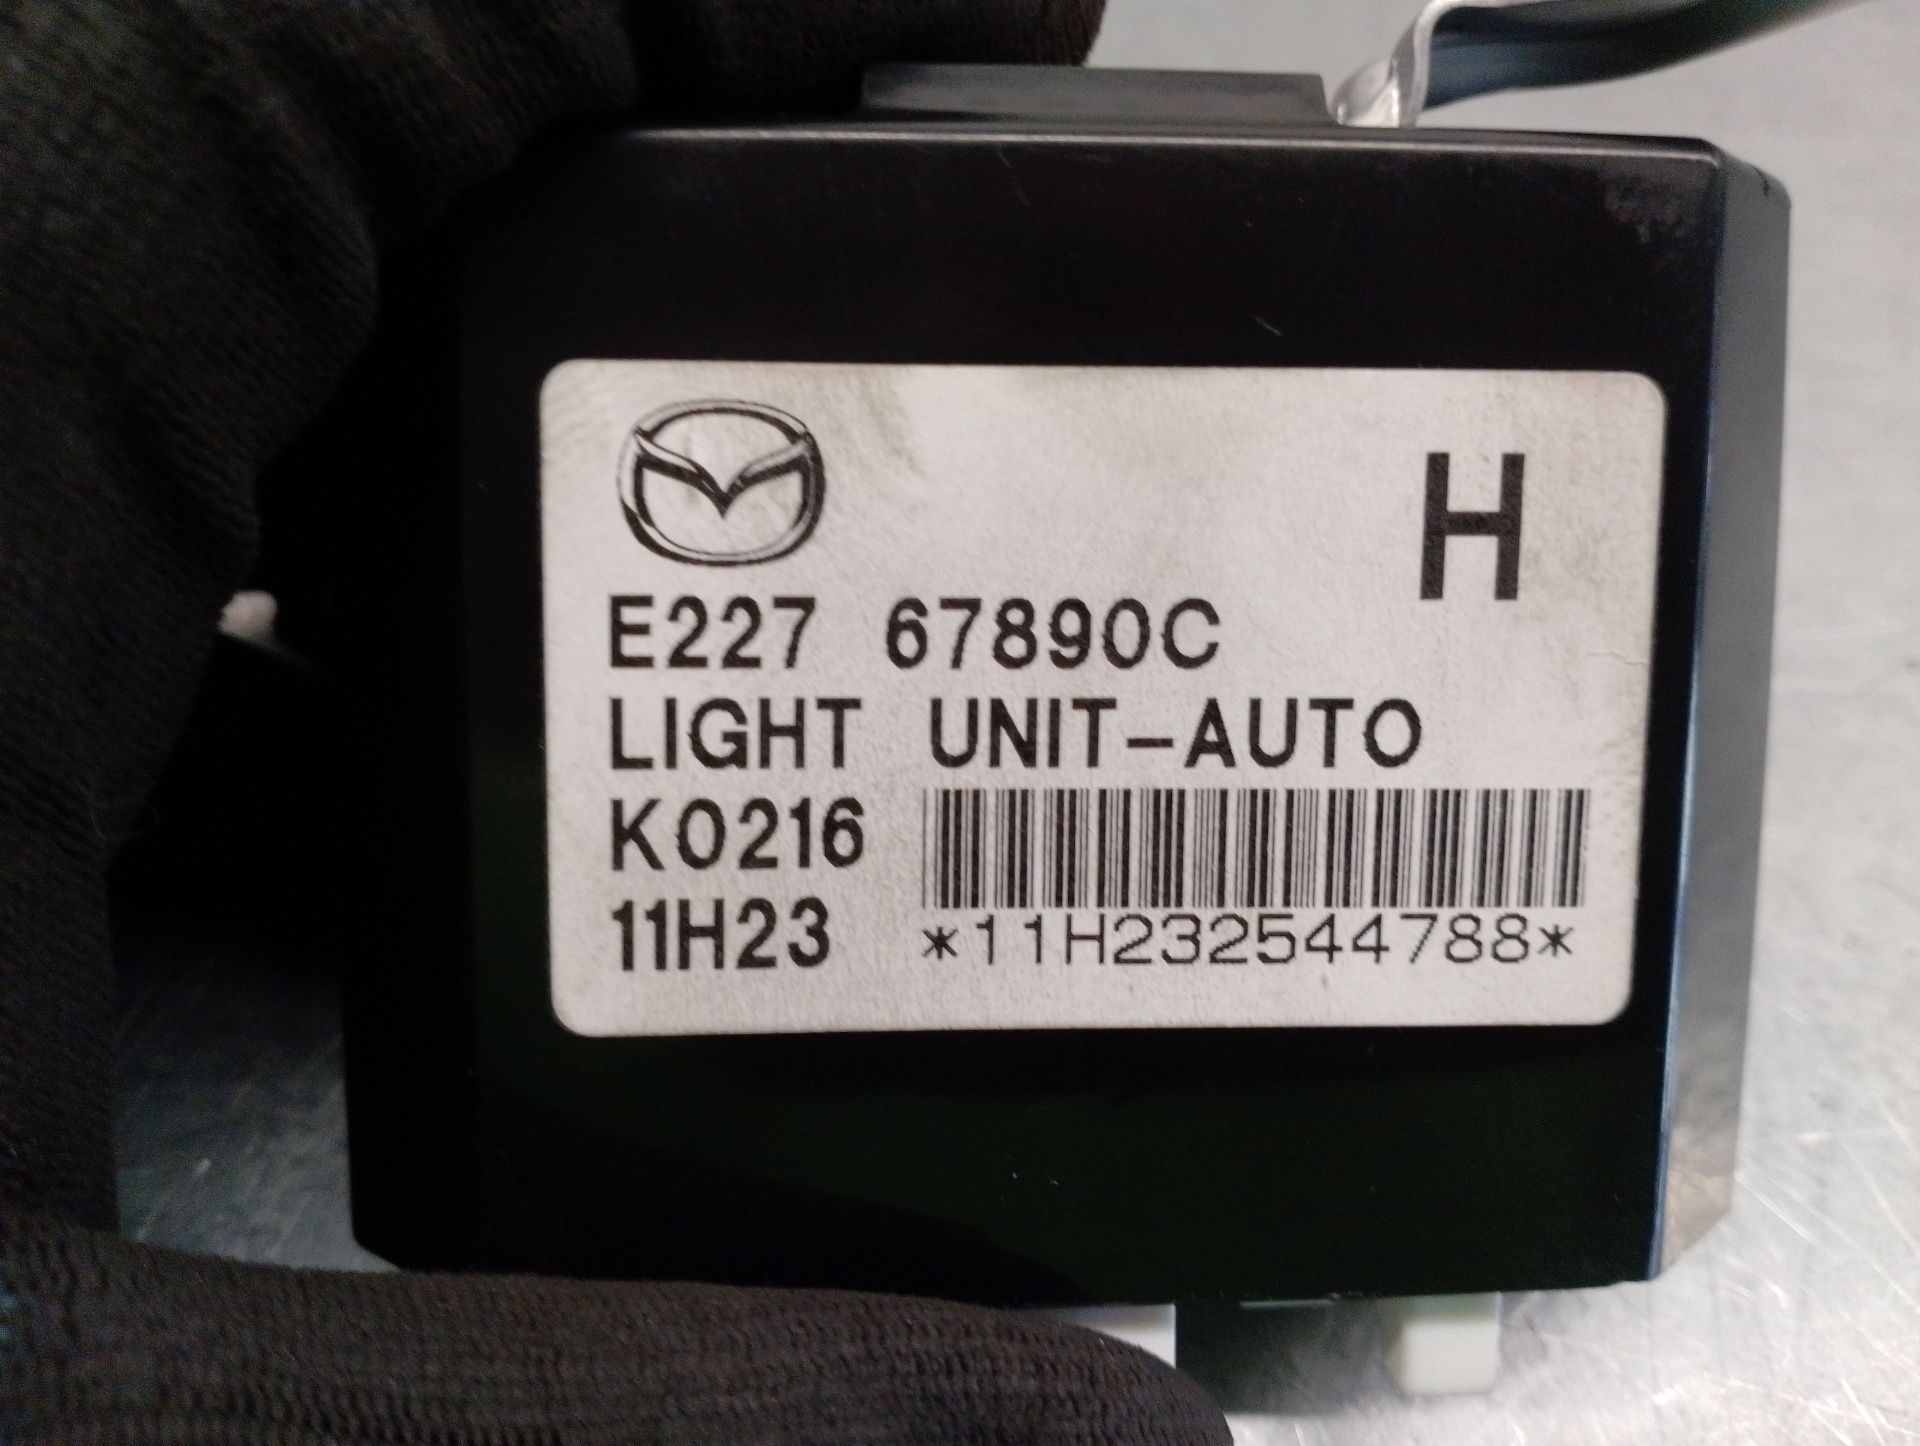 H
E227 67890C
LIGHT UNIT-AUTO
K0216
11H23 *11H232544788*